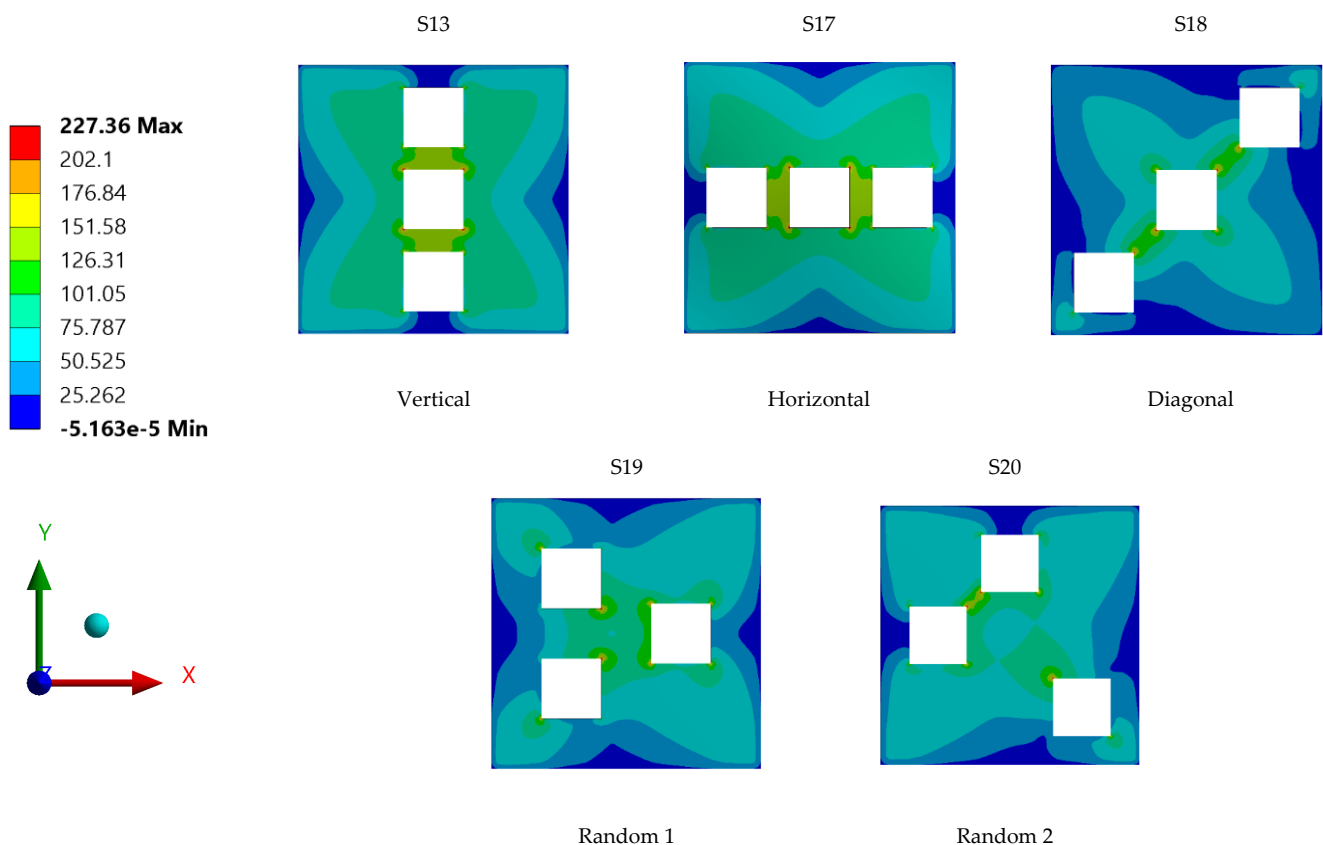 S13
S17
S18
227.36 Max
202.1
176.84
151.58
126.31
101.05
75.787
50.525
25.262
-5.163e-5 Min
Vertical
Horizontal
Diagonal
S19
S20
Y
Z
X
Random 1
Random 2